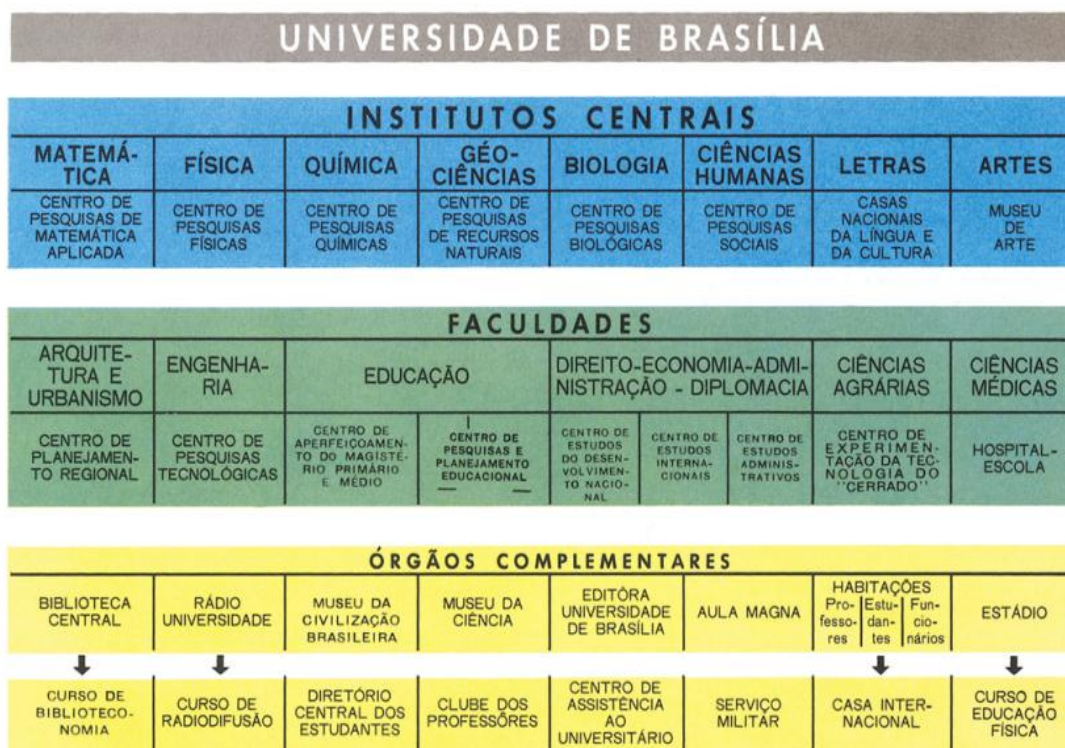 UNIVERSIDADE DE BRASÍLIA
INSTITUTOS CENTRAIS
MATEMÁ-
TICA
FÍSICA
QUÍMICA
GÉO-
CIÊNCIAS
BIOLOGIA
CIÊNCIAS
HUMANAS
LETRAS
ARTES
CENTRO DE
PESQUISAS DE
MATEMÁTICA
APLICADA
CENTRO DE
PESQUISAS
FÍSICAS
CENTRO DE
PESQUISAS
QUÍMICAS
CENTRO DE
PESQUISAS
DE RECURSOS
NATURAIS
CENTRO DE
PESQUISAS
BIOLÓGICAS
CENTRO DE
PESQUISAS
SOCIAIS
CASAS
NACIONAIS
DA LÍNGUA E
DA CULTURA
MUSEU
DE
ARTE
FACULDADES
ARQUITE-
TURA E
URBANISMO
ENGENHA-
RIA
EDUCAÇÃO
DIREITO-ECONOMIA-ADMI-
NISTRAÇÃO - DIPLOMACIA
CIÊNCIAS
AGRÁRIAS
CIÊNCIAS
MÉDICAS
CENTRO DE
PLANEJAMEN-
TO REGIONAL
CENTRO DE
PESQUISAS
TECNOLÓGICAS
CENTRO DE
APERFEIÇOAMEN-
TO DO MAGISTÉ-
RIO PRIMÁRIO
E MÉDIO
CENTRO DE
PESQUISAS E
PLANEJAMENTO
EDUCACIONAL
CENTRO DE
ESTUDOS
DO DESEN-
VOLVIMEN-
TO NACIO-
NAL
CENTRO DE
ESTUDOS
INTERNA-
CIONAIS
CENTRO DE
ESTUDOS
ADMINIS-
TRATIVOS
CENTRO DE
EXPERIMEN-
TAÇÃO DA TEC-
NOLOGIA DO
"CERRADO"
HOSPITAL-
ESCOLA
ÓRGÃOS COMPLEMENTARES
BIBLIOTECA
CENTRAL
RÁDIO
UNIVERSIDADE
MUSEU DA
CIVILIZAÇÃO
BRASILEIRA
MUSEU DA
CIÊNCIA
EDITÔRA
UNIVERSIDADE
DE BRASÍLIA
AULA MAGNA
HABITAÇÕES
Pro-
fesso-
res
Estu-
dan-
tes
Fun-
cio-
nários
ESTÁDIO
CURSO DE
BIBLIOTECO-
NOMIA
CURSO DE
RADIODIFUSÃO
DIRETÓRIO
CENTRAL DOS
ESTUDANTES
CLUBE DOS
PROFESSÔRES
CENTRO DE
ASSISTÊNCIA
AO
UNIVERSITÁRIO
SERVIÇO
MILITAR
CASA INTER-
NACIONAL
CURSO DE
EDUCAÇÃO
FÍSICA